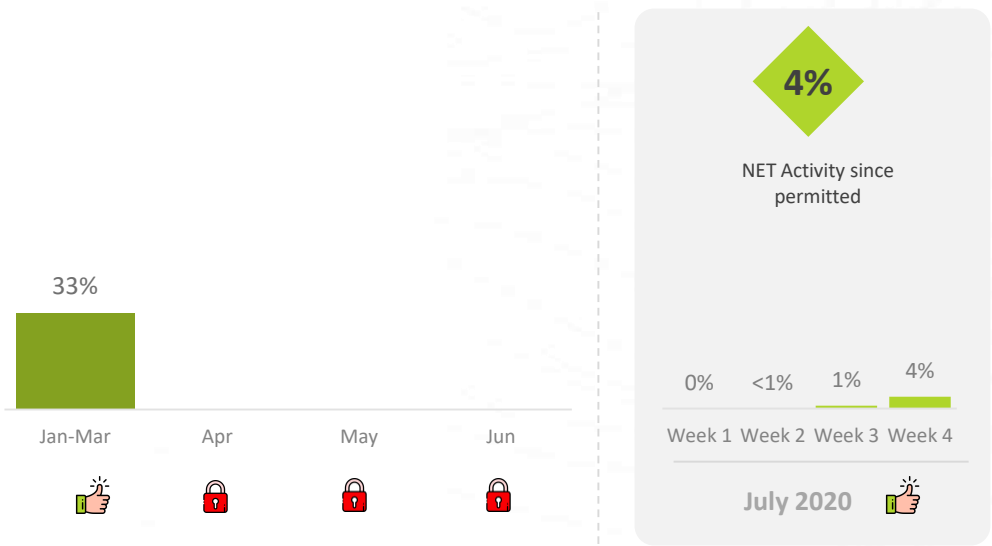 33%
Jan-Mar
Apr
May
Jun
4%
NET Activity since
permitted
0%
<1%
1%
4%
Week 1
Week 2
Week 3
Week 4
July 2020